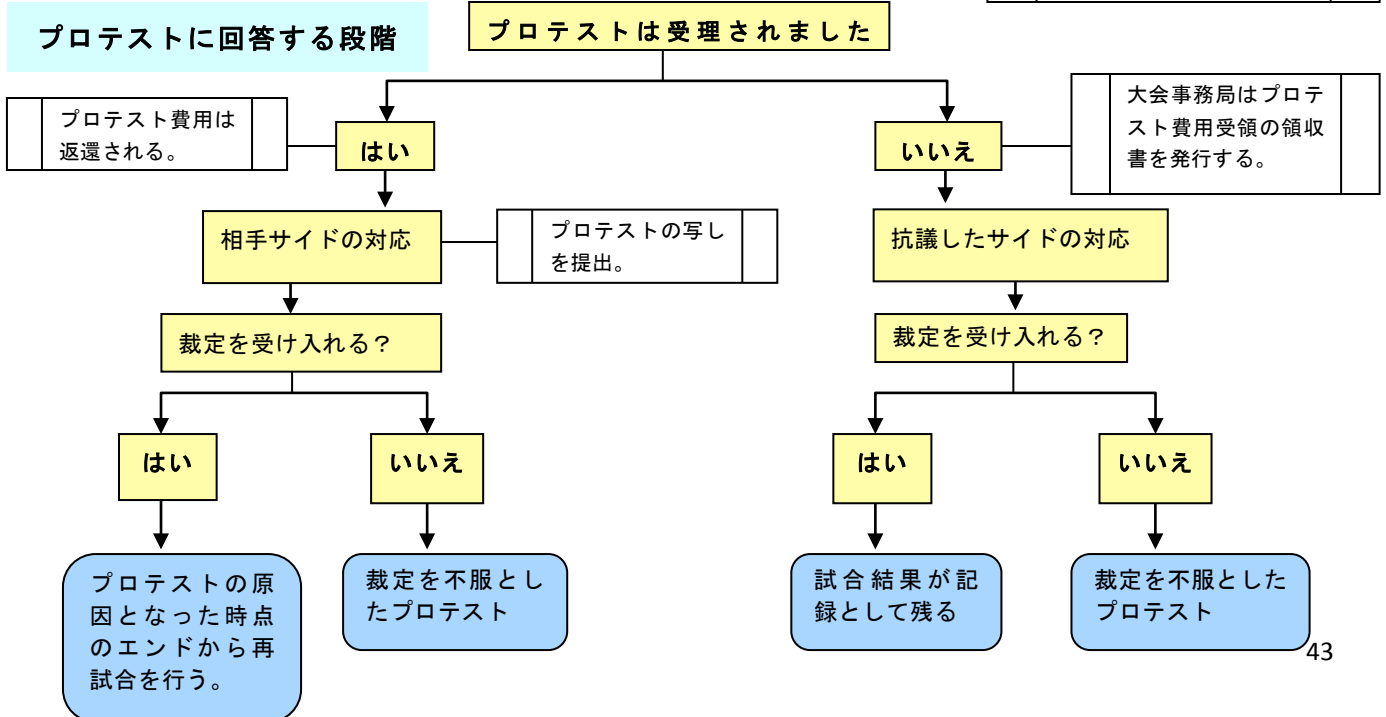 プロテストに回答する段階
プロテストは受理されました
プロテスト費用は
返還される。
はい
いいえ
大会事務局はプロテ
スト費用受領の領収
書を発行する。
相手サイドの対応
プロテストの写し
を提出。
抗議したサイドの対応
裁定を受け入れる？
裁定を受け入れる？
はい
いいえ
はい
いいえ
プロテストの原
因となった時点
のエンドから再
試合を行う。
裁定を不服とし
たプロテスト
試合結果が記
録として残る
裁定を不服とした
プロテスト
43